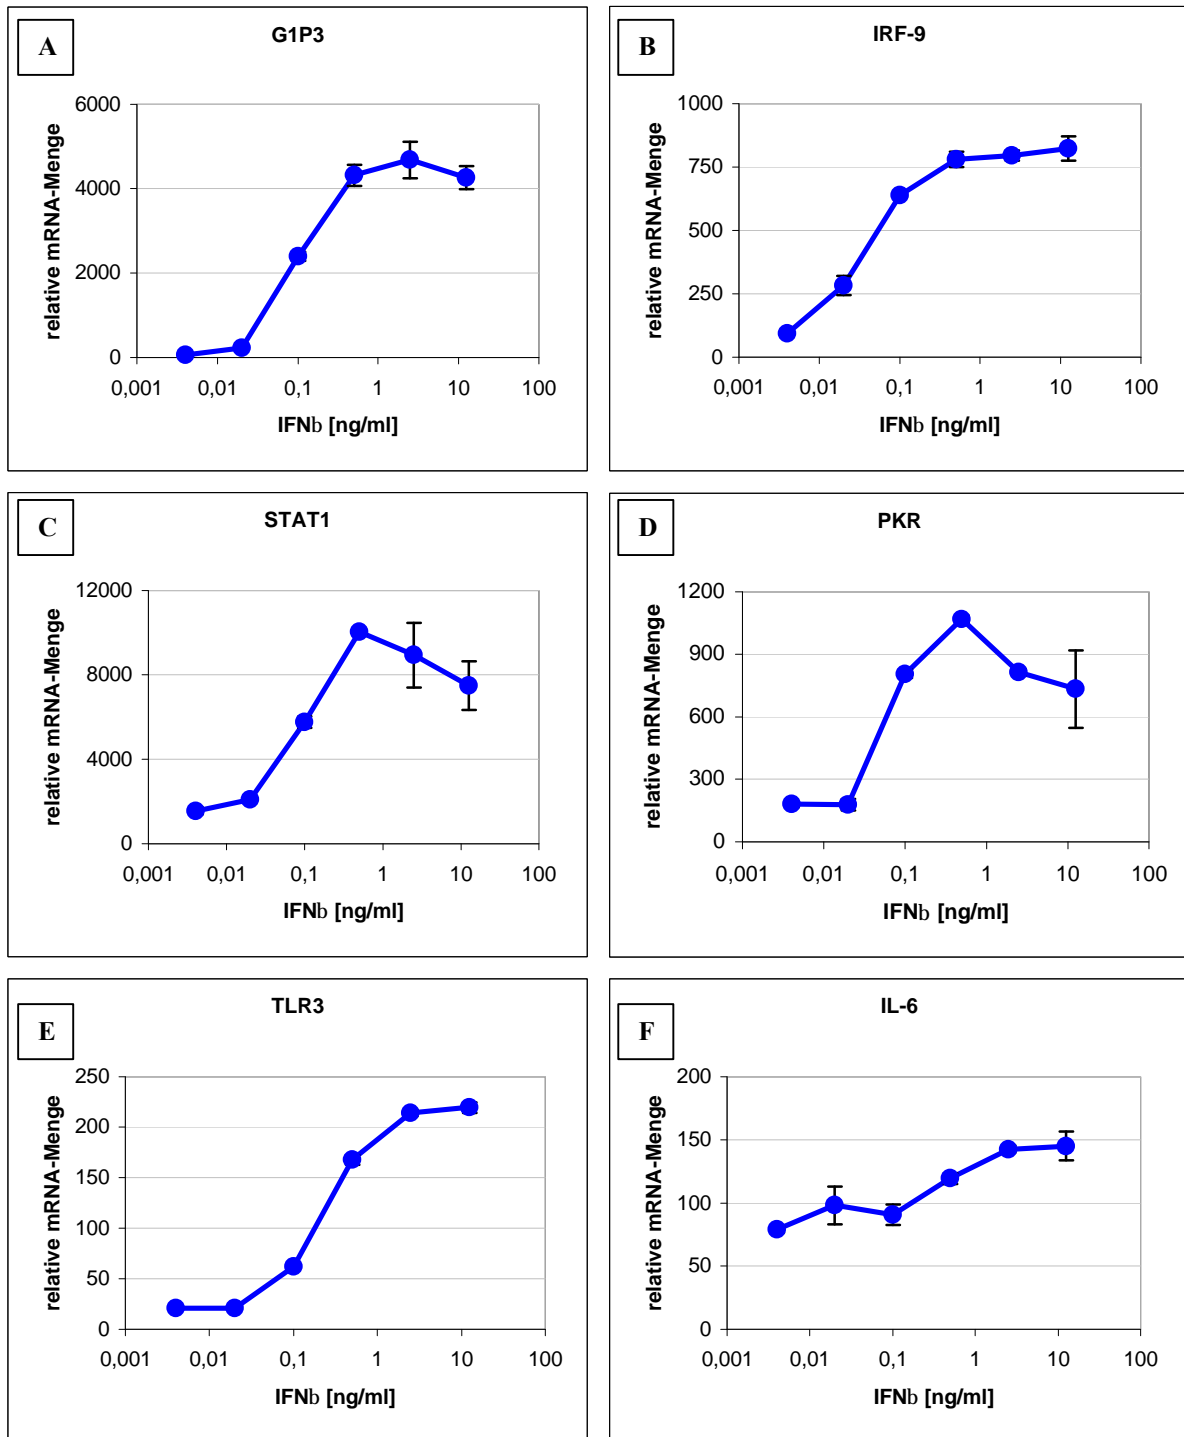 A
G1P3
relative mRNA-Menge
6000
4000
2000
0
0,001 0,01 0,1 1 10 100
IFNb [ng/ml]
B
IRF-9
relative mRNA-Menge
1000
750
500
250
0
0,001 0,01 0,1 1 10 100
IFNb [ng/ml]
C
STAT1
relative mRNA-Menge
12000
8000
4000
0
0,001 0,01 0,1 1 10 100
IFNb [ng/ml]
D
PKR
relative mRNA-Menge
1200
900
600
300
0
0,001 0,01 0,1 1 10 100
IFNb [ng/ml]
E
TLR3
relative mRNA-Menge
250
200
150
100
50
0
0,001 0,01 0,1 1 10 100
IFNb [ng/ml]
F
IL-6
relative mRNA-Menge
200
150
100
50
0
0,001 0,01 0,1 1 10 100
IFNb [ng/ml]